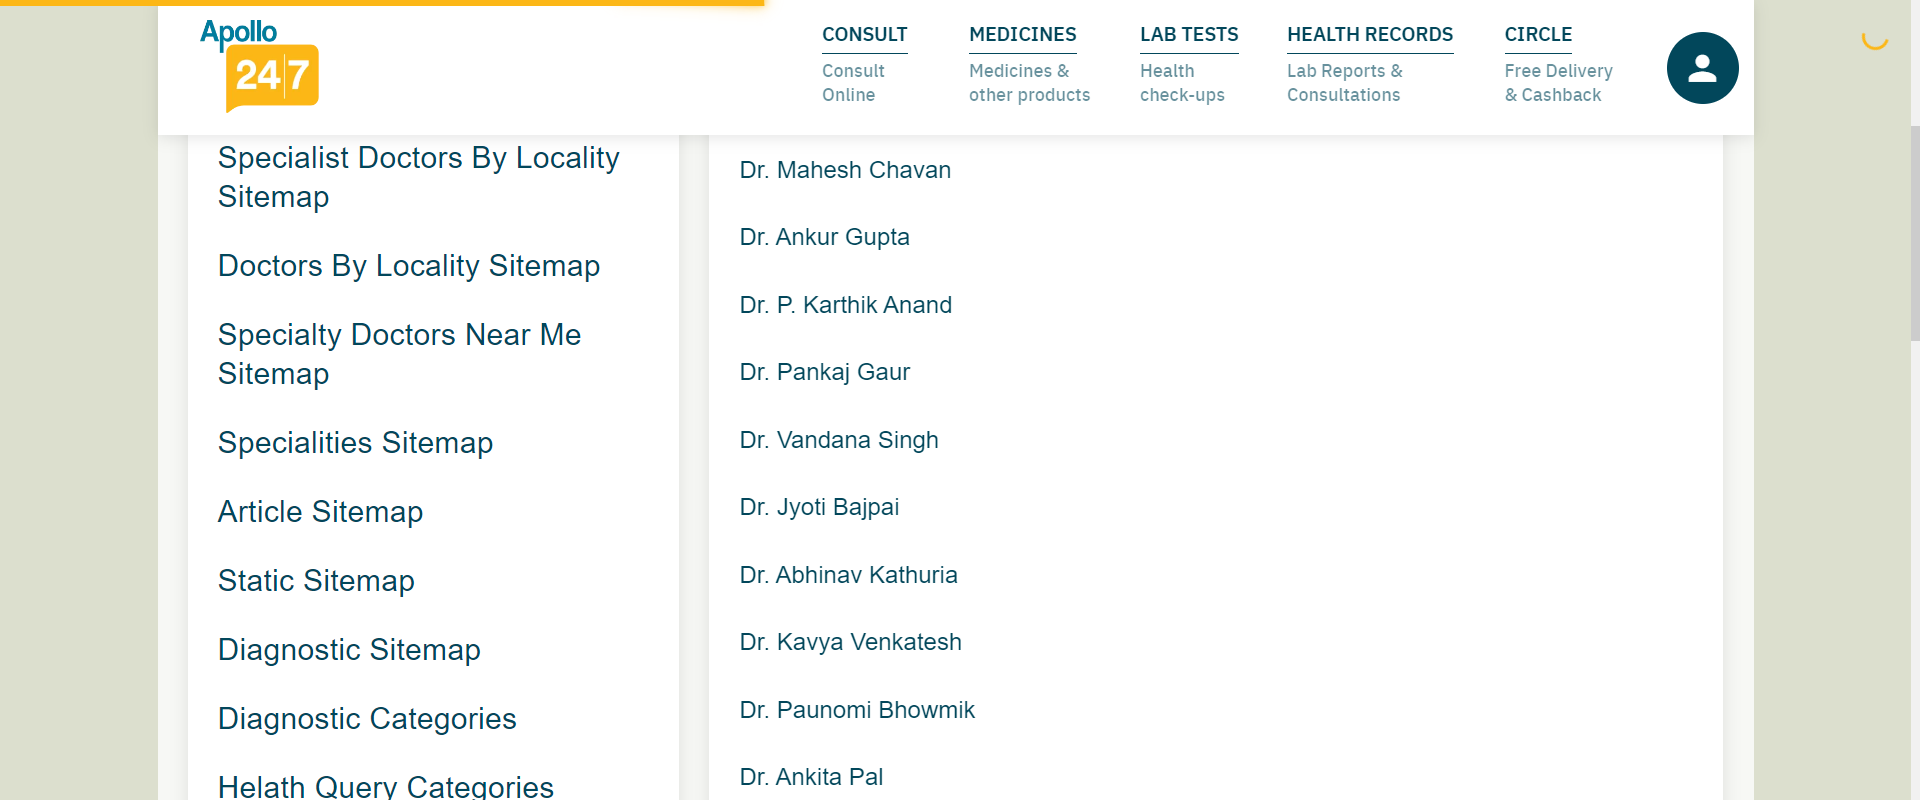 Apollo
24|7
CONSULT
Consult
Online
MEDICINES
Medicines &
other products
LAB TESTS
Health
check-ups
HEALTH RECORDS
Lab Reports &
Consultations
CIRCLE
Free Delivery
& Cashback
Specialist Doctors By Locality
Sitemap
Doctors By Locality Sitemap
Specialty Doctors Near Me
Sitemap
Specialities Sitemap
Article Sitemap
Static Sitemap
Diagnostic Sitemap
Diagnostic Categories
Helath Query Categories
Dr. Mahesh Chavan
Dr. Ankur Gupta
Dr. P. Karthik Anand
Dr. Pankaj Gaur
Dr. Vandana Singh
Dr. Jyoti Bajpai
Dr. Abhinav Kathuria
Dr. Kavya Venkatesh
Dr. Paunomi Bhowmik
Dr. Ankita Pal